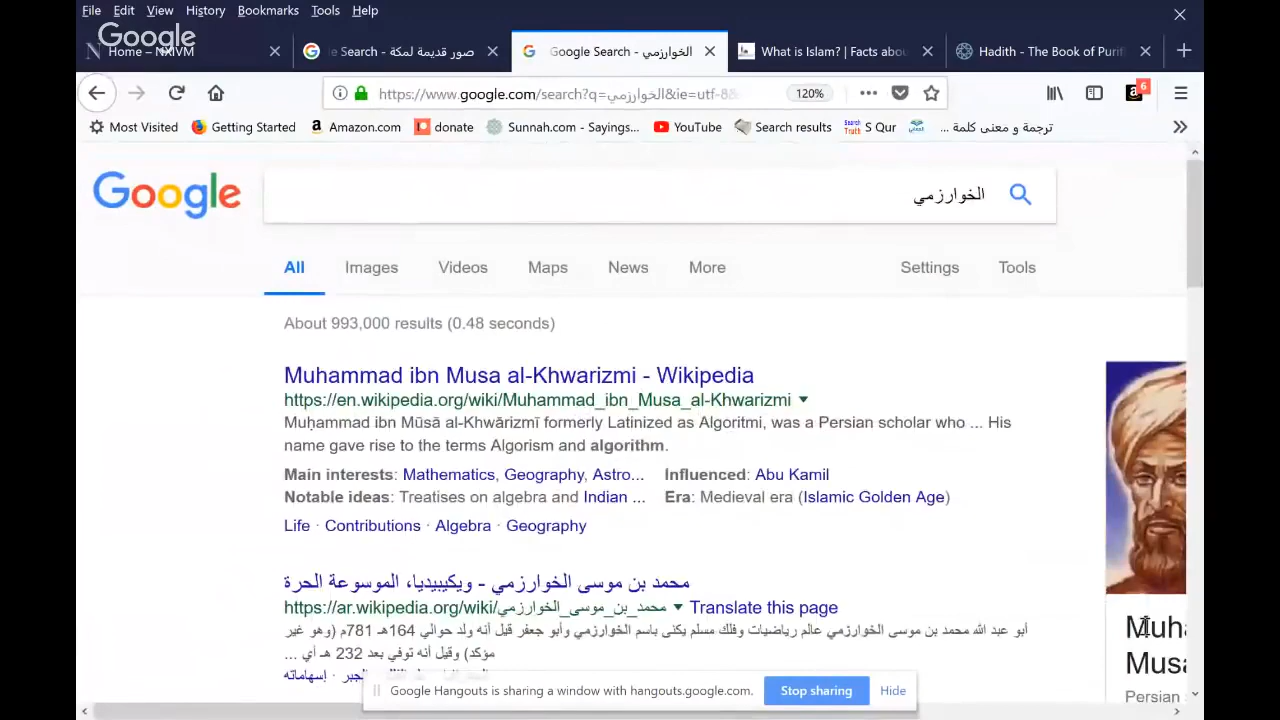 File Edit View History Bookmarks Tools Help
Google
N Home – NXIVM
صور قديمة لمكة - Google Search
الخوارزمي - Google Search
What is Islam? | Facts abou
Hadith - The Book of Purif
https://www.google.com/search?q=الخوارزمي&ie=utf-8&
120%
6
Most Visited Getting Started Amazon.com donate Sunnah.com - Sayings... YouTube Search results S Qur ترجمة و معنى كلمة ...
Google
الخوارزمي
All Images Videos Maps News More Settings Tools
About 993,000 results (0.48 seconds)
Muhammad ibn Musa al-Khwarizmi - Wikipedia
https://en.wikipedia.org/wiki/Muhammad_ibn_Musa_al-Khwarizmi
Muḥammad ibn Mūsā al-Khwārizmī formerly Latinized as Algoritmi, was a Persian scholar who ... His
name gave rise to the terms Algorism and algorithm.
Main interests: Mathematics, Geography, Astro... Influenced: Abu Kamil
Notable ideas: Treatises on algebra and Indian ... Era: Medieval era (Islamic Golden Age)
Life · Contributions · Algebra · Geography
محمد بن موسى الخوارزمي - ويكيبيديا، الموسوعة الحرة
https://ar.wikipedia.org/wiki/محمد_بن_موسى_الخوارزمي Translate this page
أبو عبد الله محمد بن موسى الخوارزمي عالم رياضيات وفلك مسلم يكنى باسم الخوارزمي وأبو جعفر قيل أنه ولد حوالي 164هـ 781م (وهو غير
مؤكد) وقيل أنه توفي بعد 232 هـ أي ...
الجبر · إسهاماته
Muha
Musa
Persian
Google Hangouts is sharing a window with hangouts.google.com. Stop sharing Hide